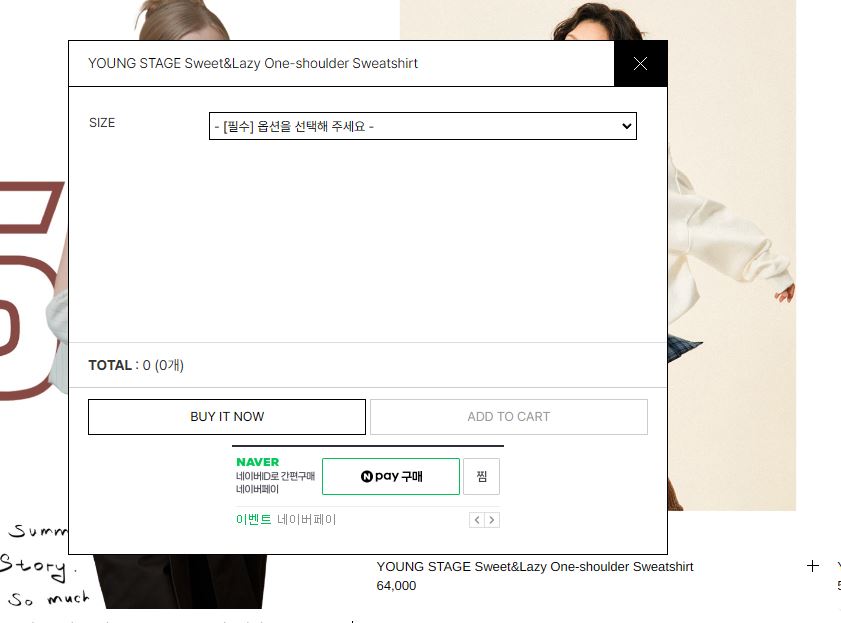 YOUNG STAGE Sweet&Lazy One-shoulder Sweatshirt
SIZE
- [필수] 옵션을 선택해 주세요 -
5
TOTAL : 0 (0개)
BUY IT NOW
ADD TO CART
NAVER
네이버ID로 간편구매
네이버페이
N pay 구매
찜
이벤트 네이버페이
Story.
So much
YOUNG STAGE Sweet&Lazy One-shoulder Sweatshirt
64,000